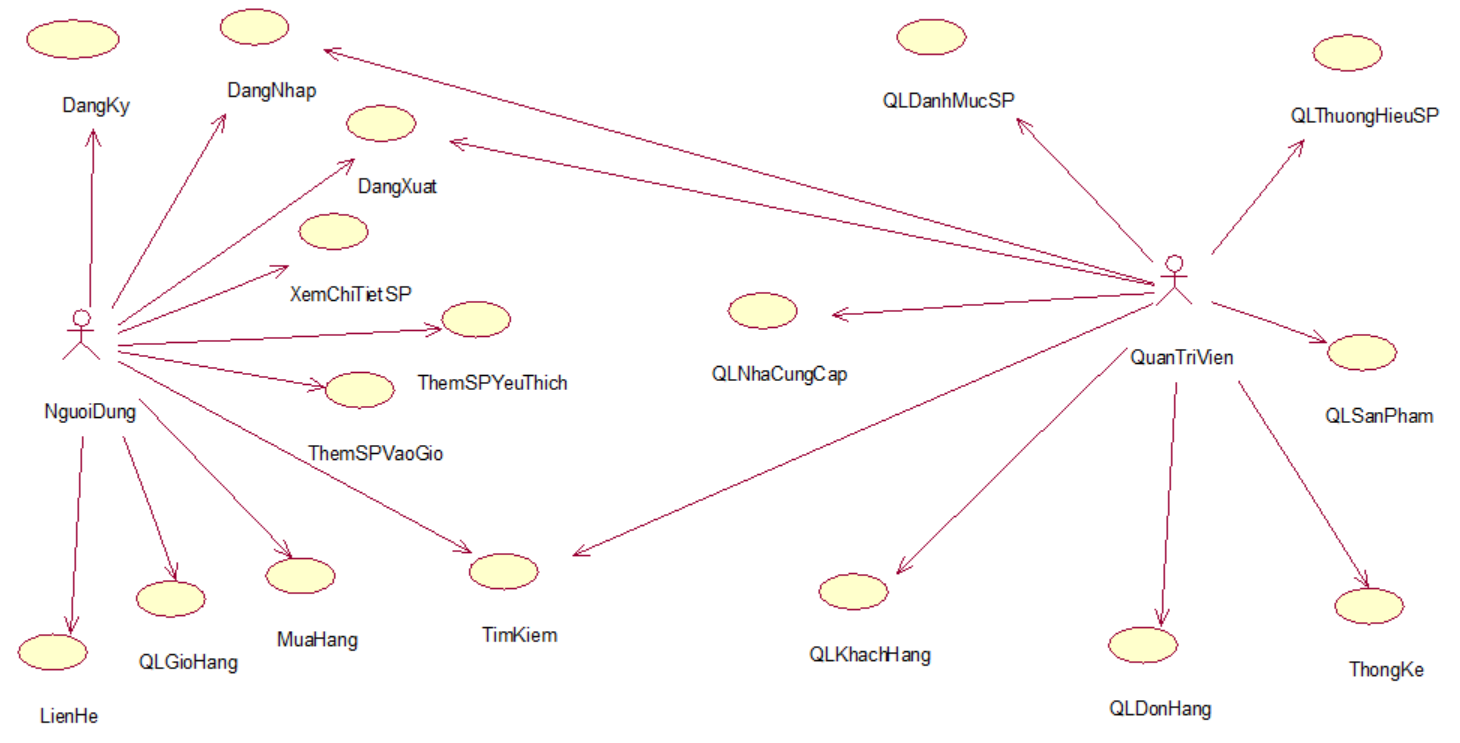 DangKy
DangNhap
QLDanhMucSP
QLThuongHieuSP
DangXuat
XemChiTietSP
ThemSPYeuThich
QLNhaCungCap
QuanTriVien
NguoiDung
QLSanPham
ThemSPVaoGio
LienHe
QLGioHang
MuaHang
TimKiem
QLKhachHang
QLDonHang
ThongKe